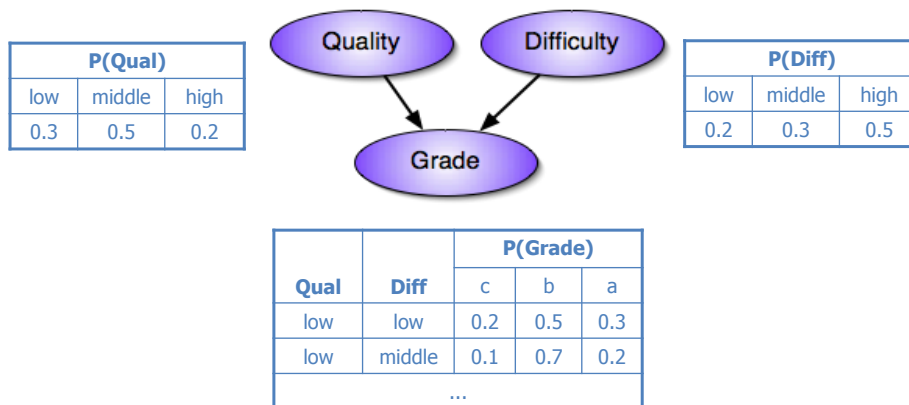 Quality
Difficulty
Grade
P(Qual)
low middle high
0.3 0.5 0.2
P(Diff)
low middle high
0.2 0.3 0.5
P(Grade)
Qual Diff c b a
low low 0.2 0.5 0.3
low middle 0.1 0.7 0.2
...